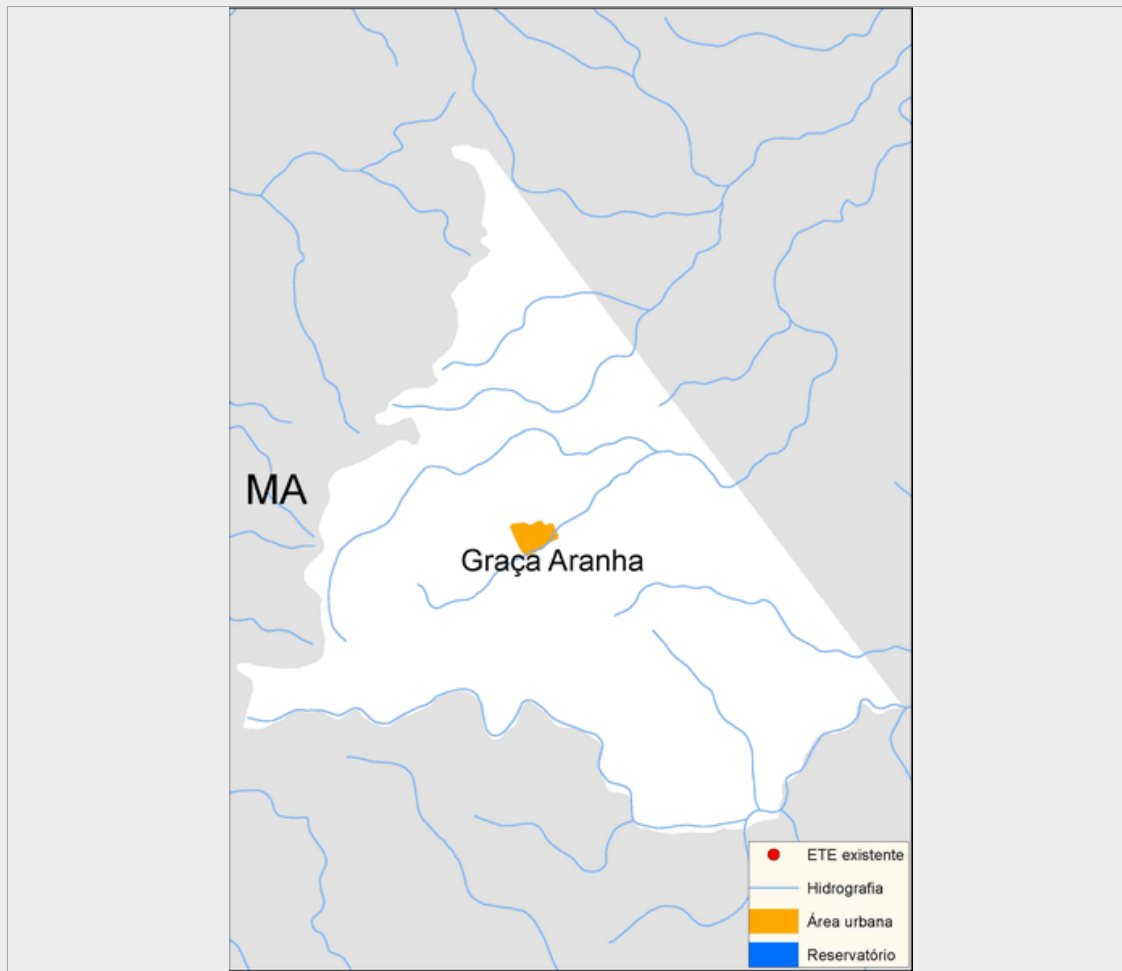 MA
Graça Aranha
ETE existente
Hidrografia
Área urbana
Reservatório